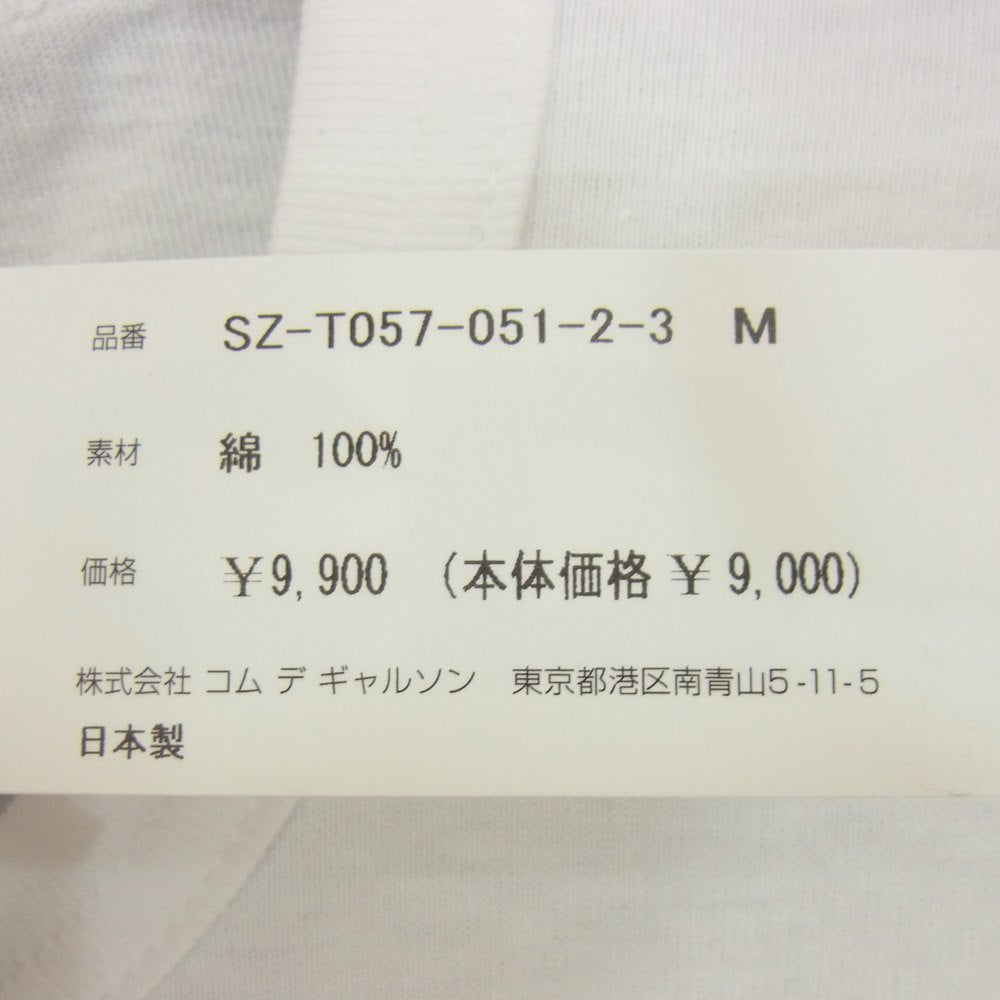 品番 SZ-T057-051-2-3 M
素材 綿 100%
価格 ¥9,900 (本体価格 ¥ 9,000)
株式会社 コム デ ギャルソン 東京都港区南青山5-11-5
日本製